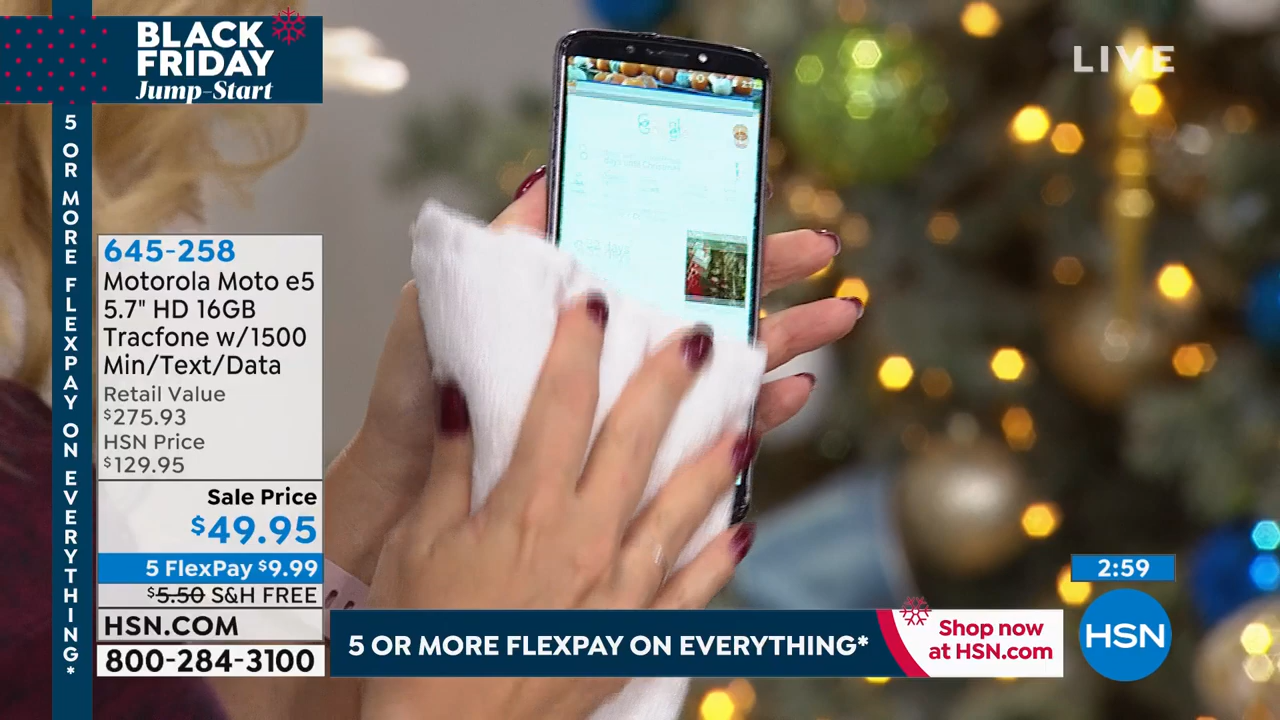 BLACK
FRIDAY
Jump-Start
LIVE
5 OR MORE FLEXPAY ON EVERYTHING*
645-258
Motorola Moto e5
5.7" HD 16GB
Tracfone w/1500
Min/Text/Data
Retail Value
$275.93
HSN Price
$129.95
Sale Price
$49.95
5 FlexPay $9.99
$5.50 S&H FREE
HSN.COM
800-284-3100
5 OR MORE FLEXPAY ON EVERYTHING*
Shop now
at HSN.com
2:59
HSN